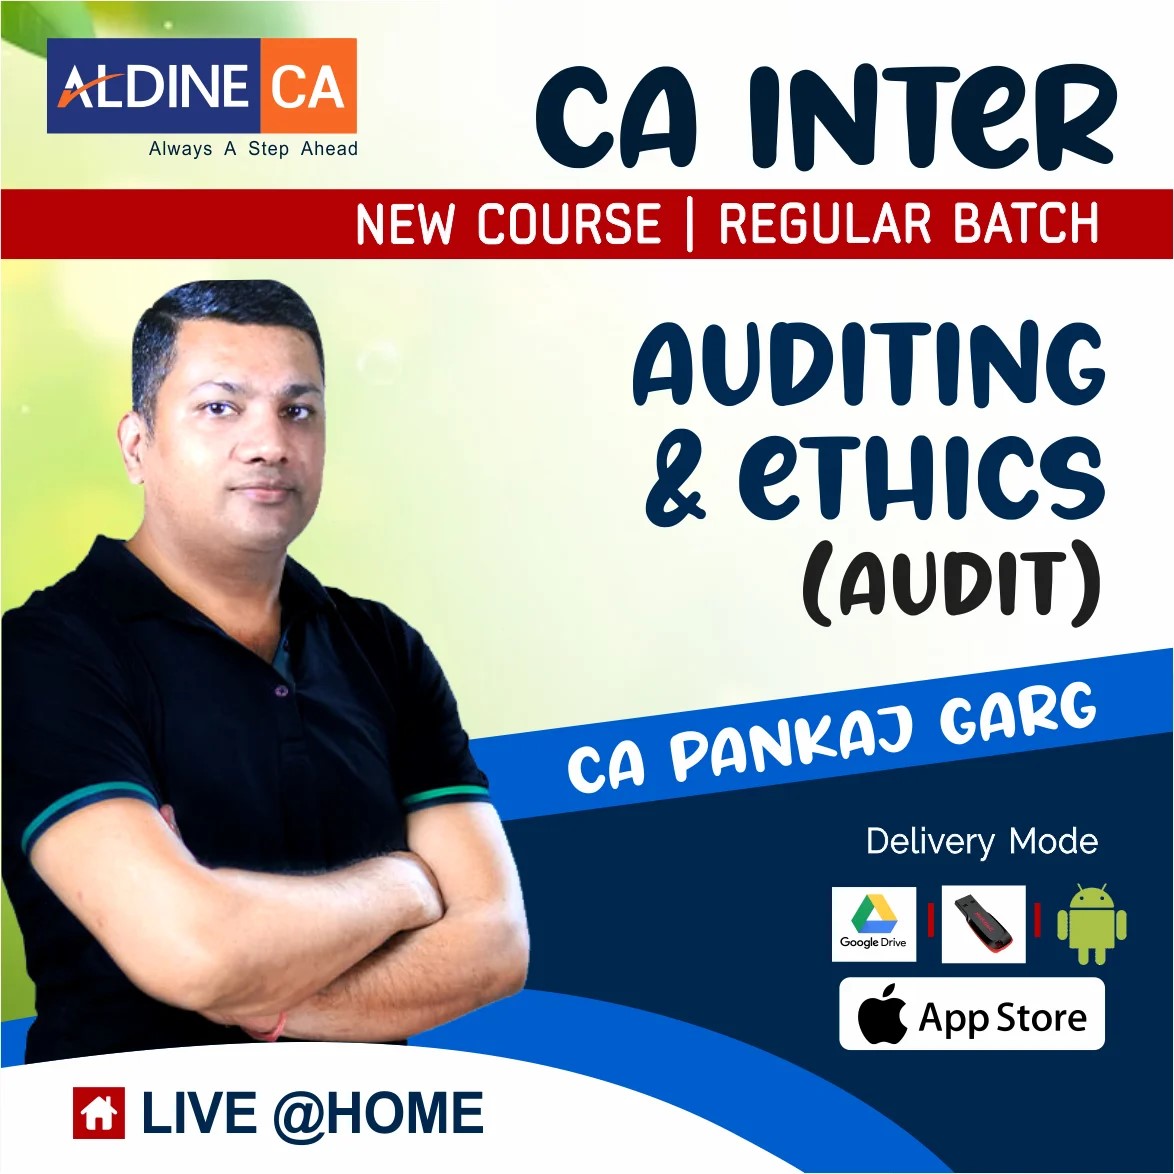 ALDINE CA
Always A Step Ahead
CA INTER
NEW COURSE | REGULAR BATCH
AUDITING
& ETHICS
(AUDIT)
CA PANKAJ GARG
Delivery Mode
Google Drive
App Store
LIVE @HOME